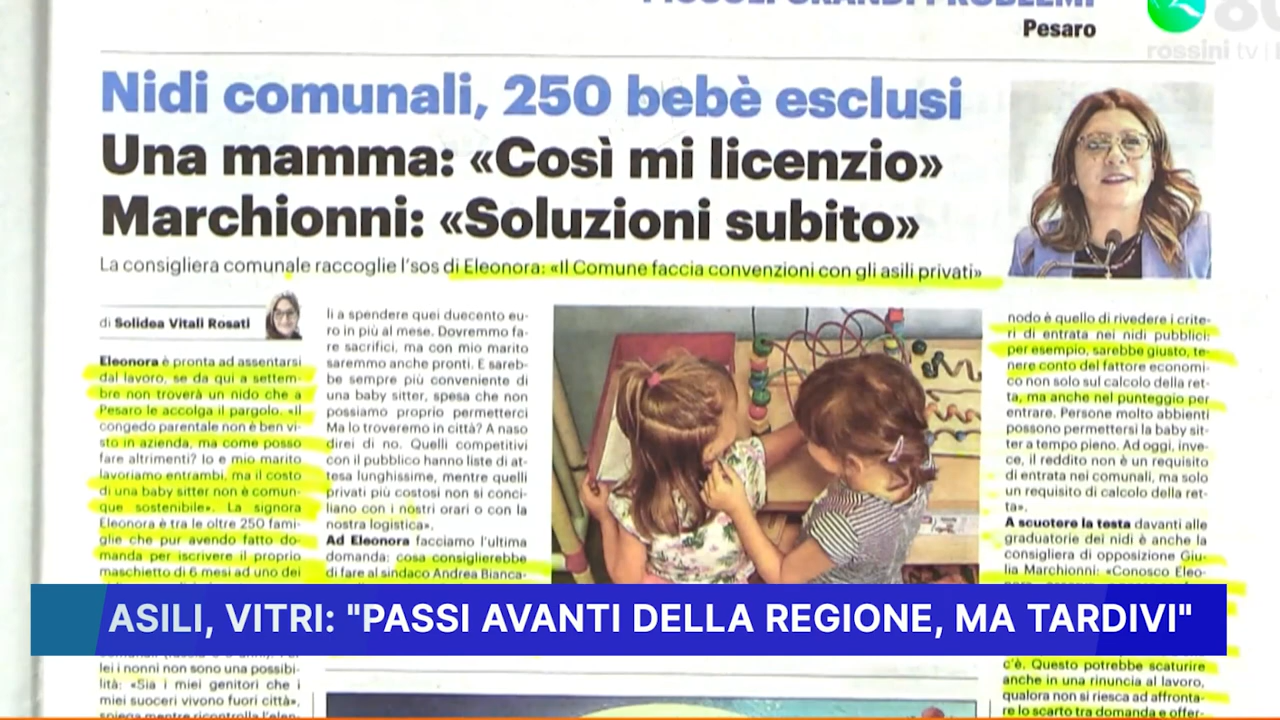 Pesaro
rossini tv
Nidi comunali, 250 bebè esclusi
Una mamma: «Così mi licenzio»
Marchionni: «Soluzioni subito»
La consigliera comunale raccoglie l'sos di Eleonora: «Il Comune faccia convenzioni con gli asili privati»
di Solidea Vitali Rosati
Eleonora è pronta ad assentarsi
dal lavoro, se da qui a settem-
bre non troverà un nido che a
Pesaro le accolga il pargolo. «Il
congedo parentale non è ben vi-
sto in azienda, ma come posso
fare altrimenti? Io e mio marito
lavoriamo entrambi, ma il costo
di una baby sitter non è comun-
que sostenibile». La signora
Eleonora è tra le oltre 250 fami-
glie che pur avendo fatto do-
manda per iscrivere il proprio
maschietto di 6 mesi ad uno dei
lei i nonni non sono una possibi-
lità: «Sia i miei genitori che i
miei suoceri vivono fuori città»,
spiega mentre ricontrolla
li a spendere quei duecento eu-
ro in più al mese. Dovremmo fa-
re sacrifici, ma con mio marito
saremmo anche pronti. E sareb-
be sempre più conveniente di
una baby sitter, spesa che non
possiamo proprio permetterci
Ma lo troveremo in città? A naso
direi di no. Quelli competitivi
con il pubblico hanno liste di at-
tesa lunghissime, mentre quelli
privati più costosi non si conci-
liano con i nostri orari o con la
nostra logistica».
Ad Eleonora facciamo l'ultima
domanda: cosa consiglierebbe
di fare al sindaco Andrea Bianca-
nodo è quello di rivedere i crite-
ri di entrata nei nidi pubblici:
per esempio, sarebbe giusto, te-
nere conto del fattore economi-
co non solo sul calcolo della ret-
ta, ma anche nel punteggio per
entrare. Persone molto abbienti
possono permettersi la baby sit-
ter a tempo pieno. Ad oggi, inve-
ce, il reddito non è un requisito
di entrata nei comunali, ma solo
un requisito di calcolo della ret-
ta».
A scuotere la testa davanti alle
graduatorie dei nidi è anche la
consigliera di opposizione Giu-
lia Marchionni: «Conosco Eleo-
c'è. Questo potrebbe scaturire
anche in una rinuncia al lavoro,
qualora non si riesca ad affronta-
re lo scarto tra domanda e offer-
ASILI, VITRI: "PASSI AVANTI DELLA REGIONE, MA TARDIVI"